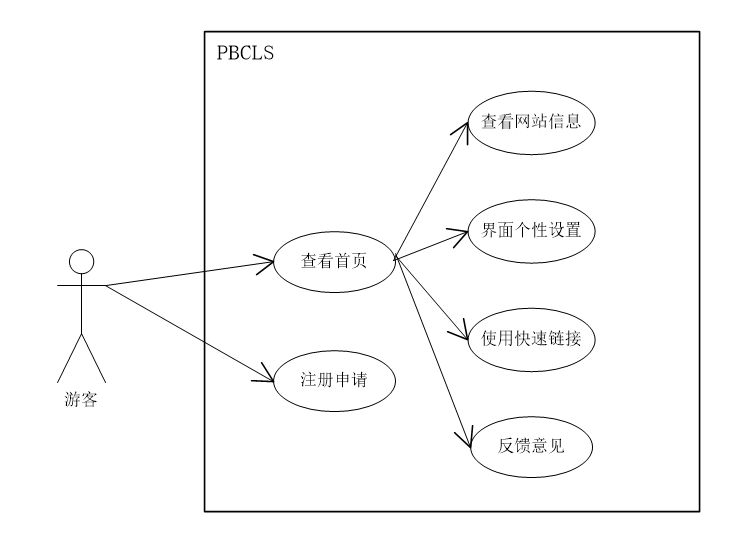 PBCLS
查看网站信息
界面个性设置
查看首页
使用快速链接
注册申请
游客
反馈意见